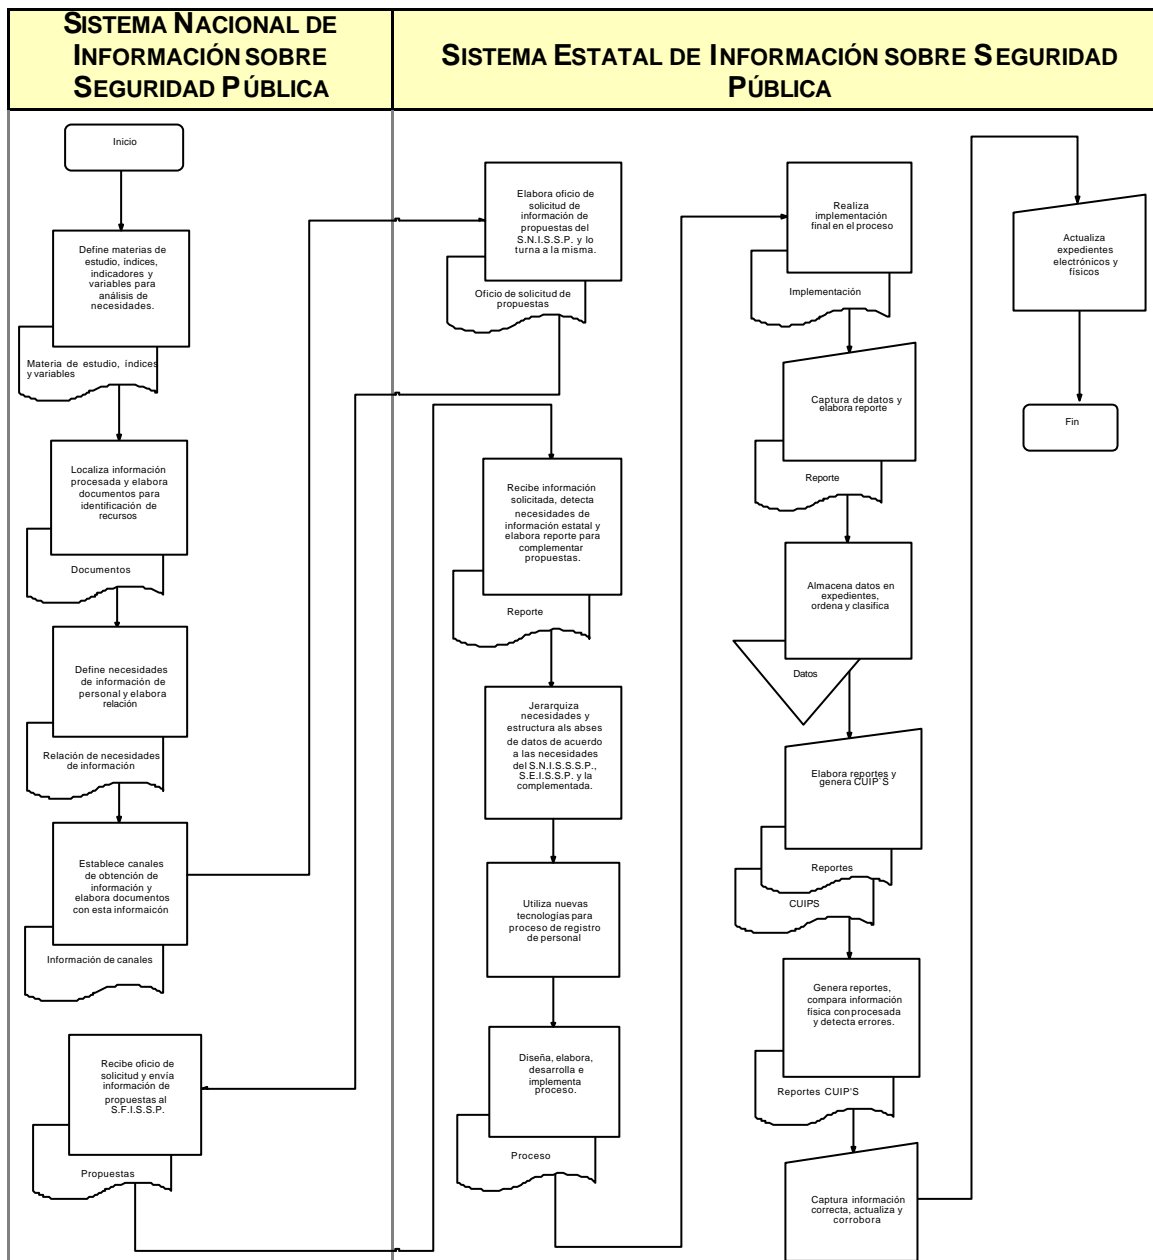 SISTEMA NACIONAL DE
INFORMACIÓN SOBRE
SEGURIDAD PÚBLICA
SISTEMA ESTATAL DE INFORMACIÓN SOBRE SEGURIDAD
PÚBLICA
Inicio
Define materias de
estudio, índices,
indicadores y
variables para
análisis de
necesidades.
Materia de estudio, índices
y variables
Localiza información
procesada y elabora
documentos para
identificación de
recursos
Documentos
Define necesidades
de información de
personal y elabora
relación
Relación de necesidades
de información
Establece canales
de obtención de
información y
elabora documentos
con esta informaicón
Información de canales
Recibe oficio de
solicitud y envía
información de
propuestas al
S.F.I.S.S.P.
Propuestas
Elabora oficio de
solicitud de
información de
propuestas del
S.N.I.S.S.P. y lo
turna a la misma.
Oficio de solicitud de
propuestas
Recibe información
solicitada, detecta
necesidades de
información estatal y
elabora reporte para
complementar
propuestas.
Reporte
Jerarquiza
necesidades y
estructura als abses
de datos de acuerdo
a las necesidades
del S.N.I.S.S.S.P.,
S.E.I.S.S.P. y la
complementada.
Utiliza nuevas
tecnologías para
proceso de registro
de personal
Diseña, elabora,
desarrolla e
implementa
proceso.
Proceso
Realiza
implementación
final en el proceso
Implementación
Captura de datos y
elabora reporte
Reporte
Almacena datos en
expedientes,
ordena y clasifica
Datos
Elabora reportes y
genera CUIP`S
Reportes
CUIPS
Genera reportes,
compara información
física con procesada
y detecta errores.
Reportes CUIP'S
Captura información
correcta, actualiza y
corrobora
Actualiza
expedientes
electrónicos y
físicos
Fin